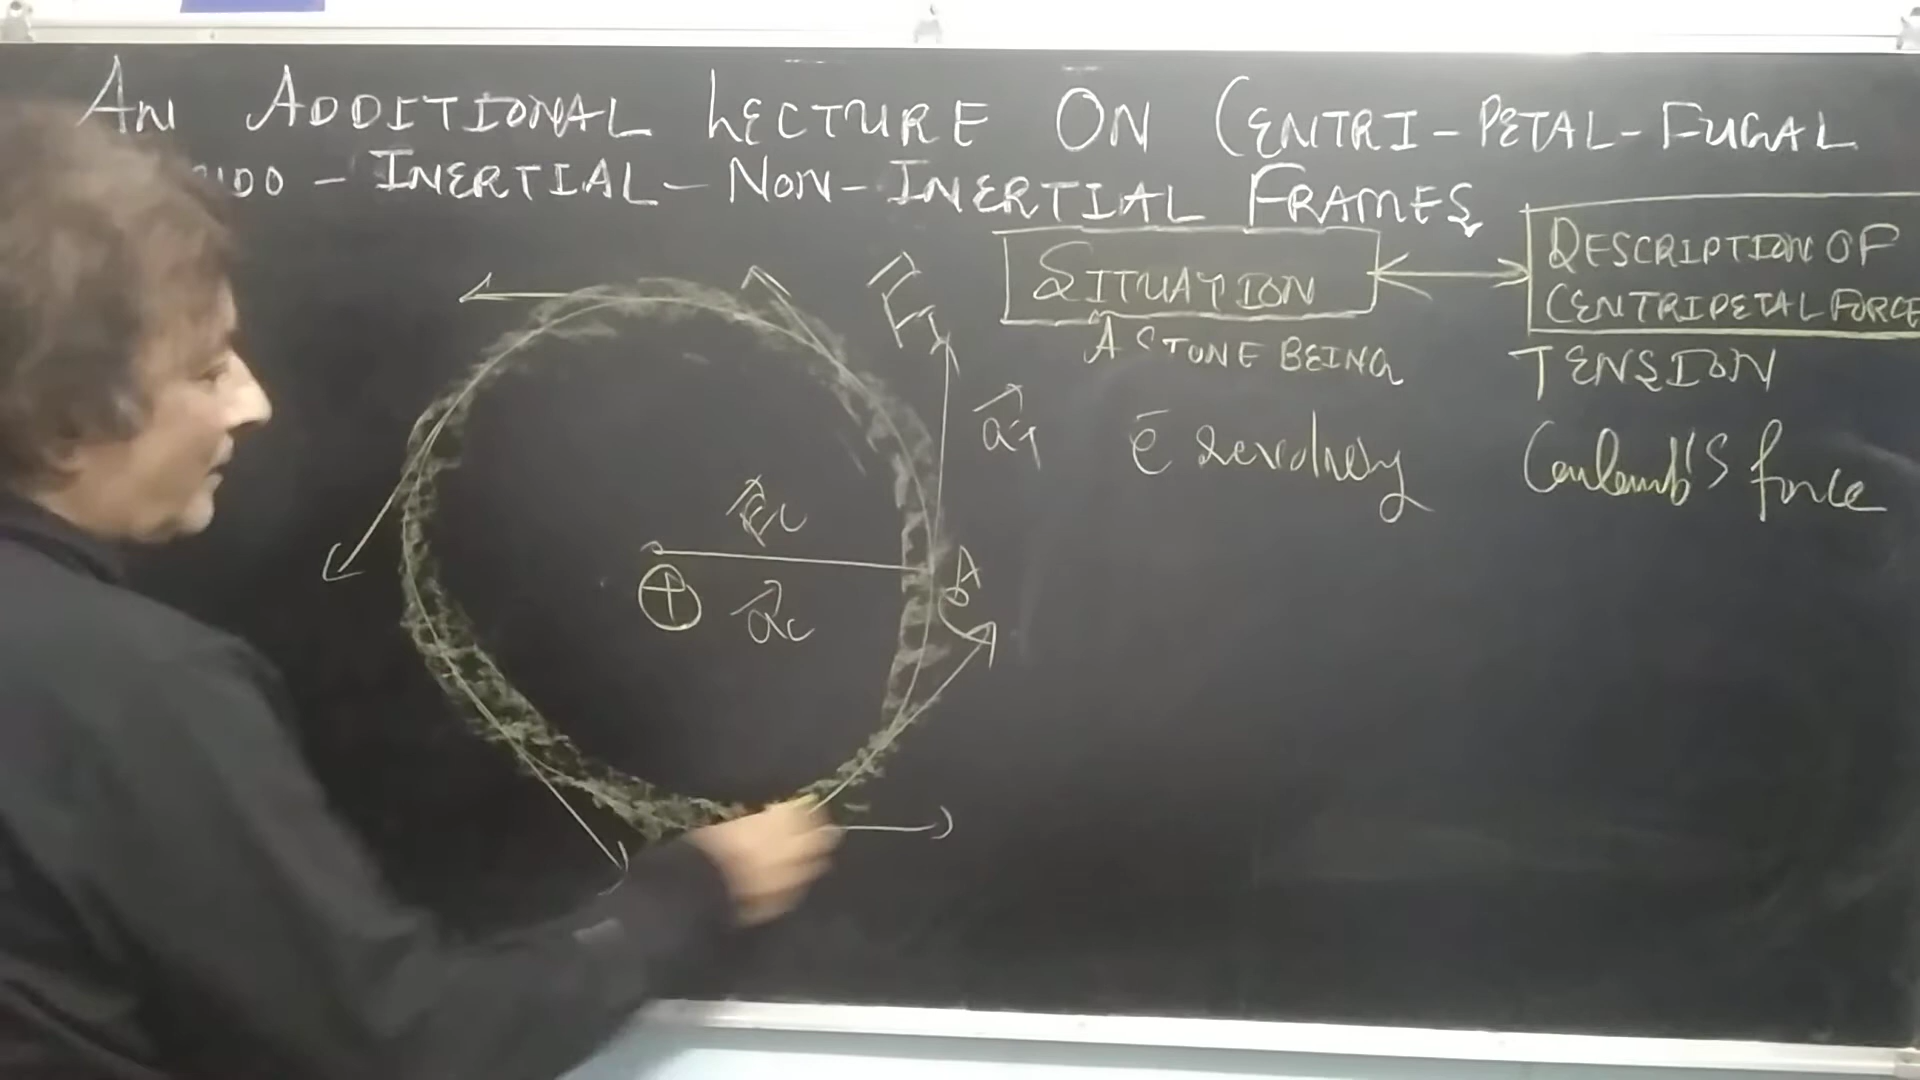 AN ADDITIONAL LECTURE ON CENTRI-PETAL-FUGAL
- INERTIAL-NON-INERTIAL FRAMES
SITUATION
DESCRIPTION OF
CENTRIPETAL FORCE
A STONE BEING
TENSION
ē revolving
Coulomb's force
F⃗T
a⃗T
F⃗c
a⃗c
+
A